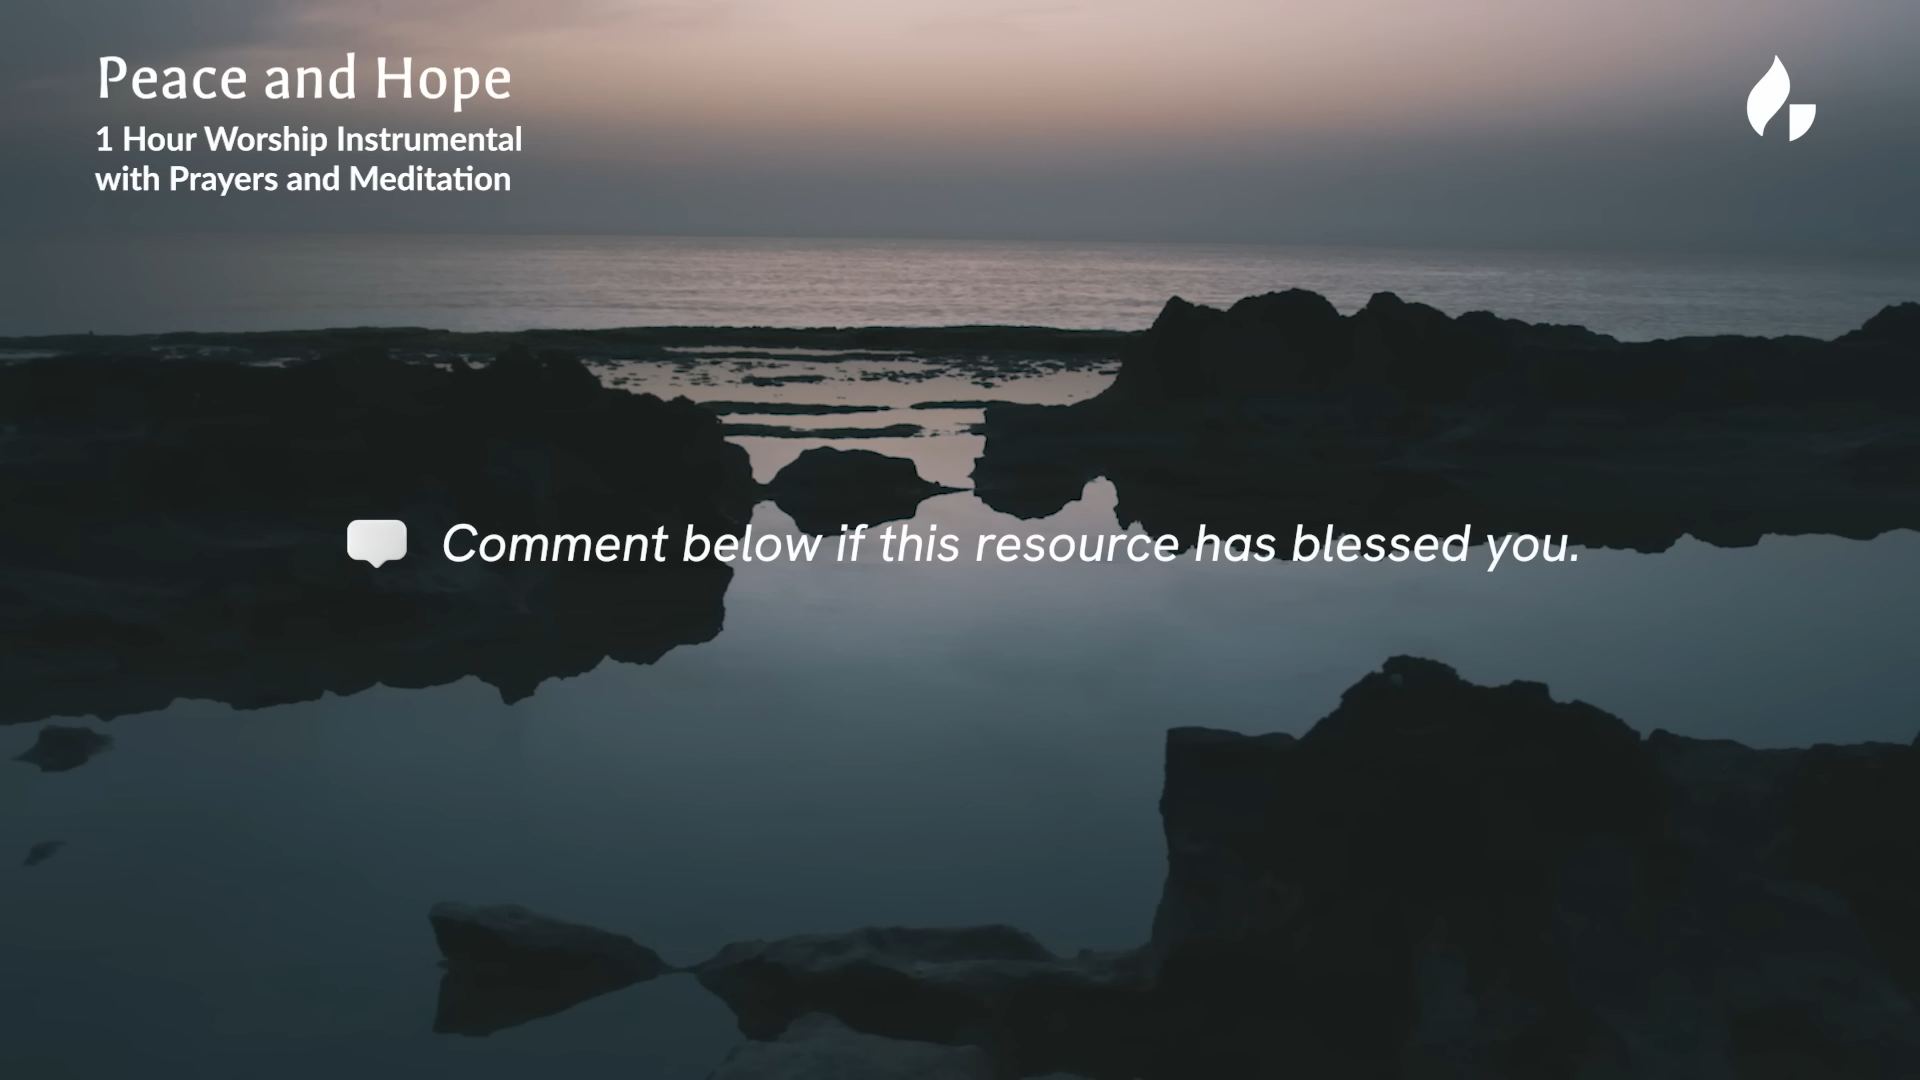 Peace and Hope
1 Hour Worship Instrumental
with Prayers and Meditation
Comment below if this resource has blessed you.